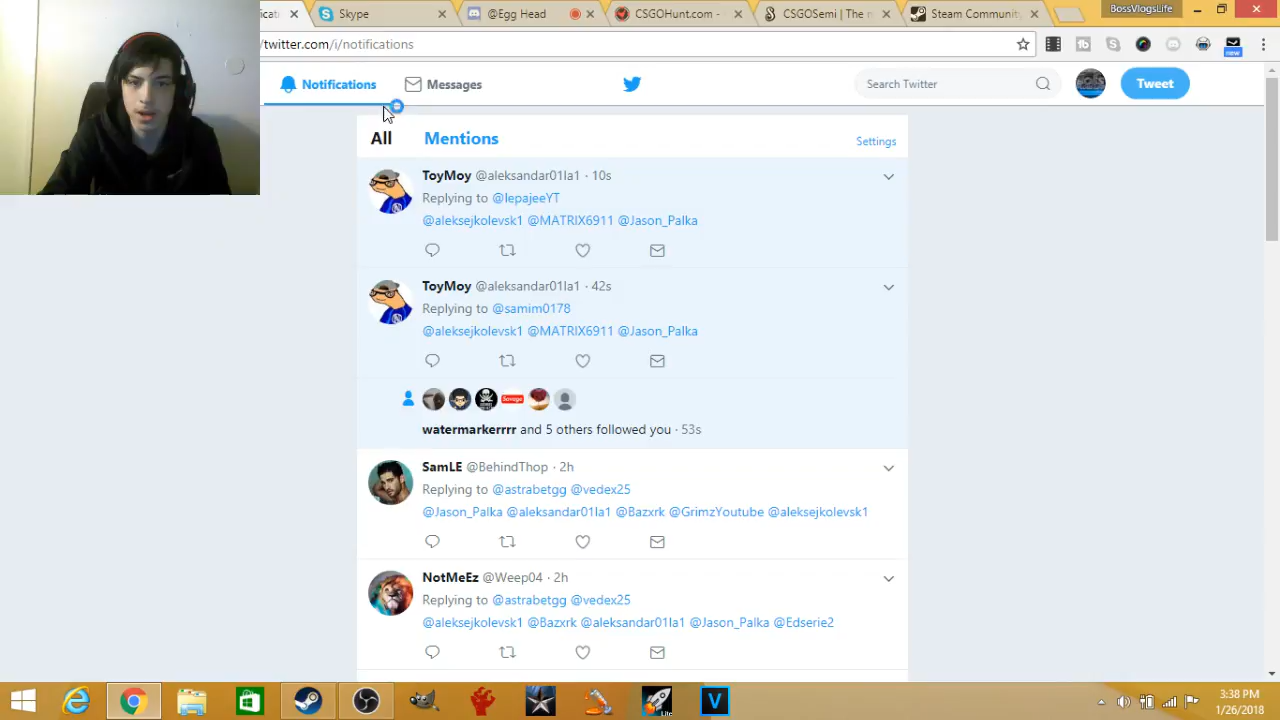 Skype
@Egg Head
CSGOHunt.com -
CSGOSemi | The n
Steam Community
BossVlogsLife
/twitter.com/i/notifications
new
Notifications
Messages
Search Twitter
Tweet
All
Mentions
Settings
ToyMoy @aleksandar01la1 · 10s
Replying to @lepajeeYT
@aleksejkolevsk1 @MATRIX6911 @Jason_Palka
ToyMoy @aleksandar01la1 · 42s
Replying to @samim0178
@aleksejkolevsk1 @MATRIX6911 @Jason_Palka
watermarkerrrr and 5 others followed you · 53s
SamLE @BehindThop · 2h
Replying to @astrabetgg @vedex25
@Jason_Palka @aleksandar01la1 @Bazxrk @GrimzYoutube @aleksejkolevsk1
NotMeEz @Weep04 · 2h
Replying to @astrabetgg @vedex25
@aleksejkolevsk1 @Bazxrk @aleksandar01la1 @Jason_Palka @Edserie2
Lite
3:38 PM
1/26/2018